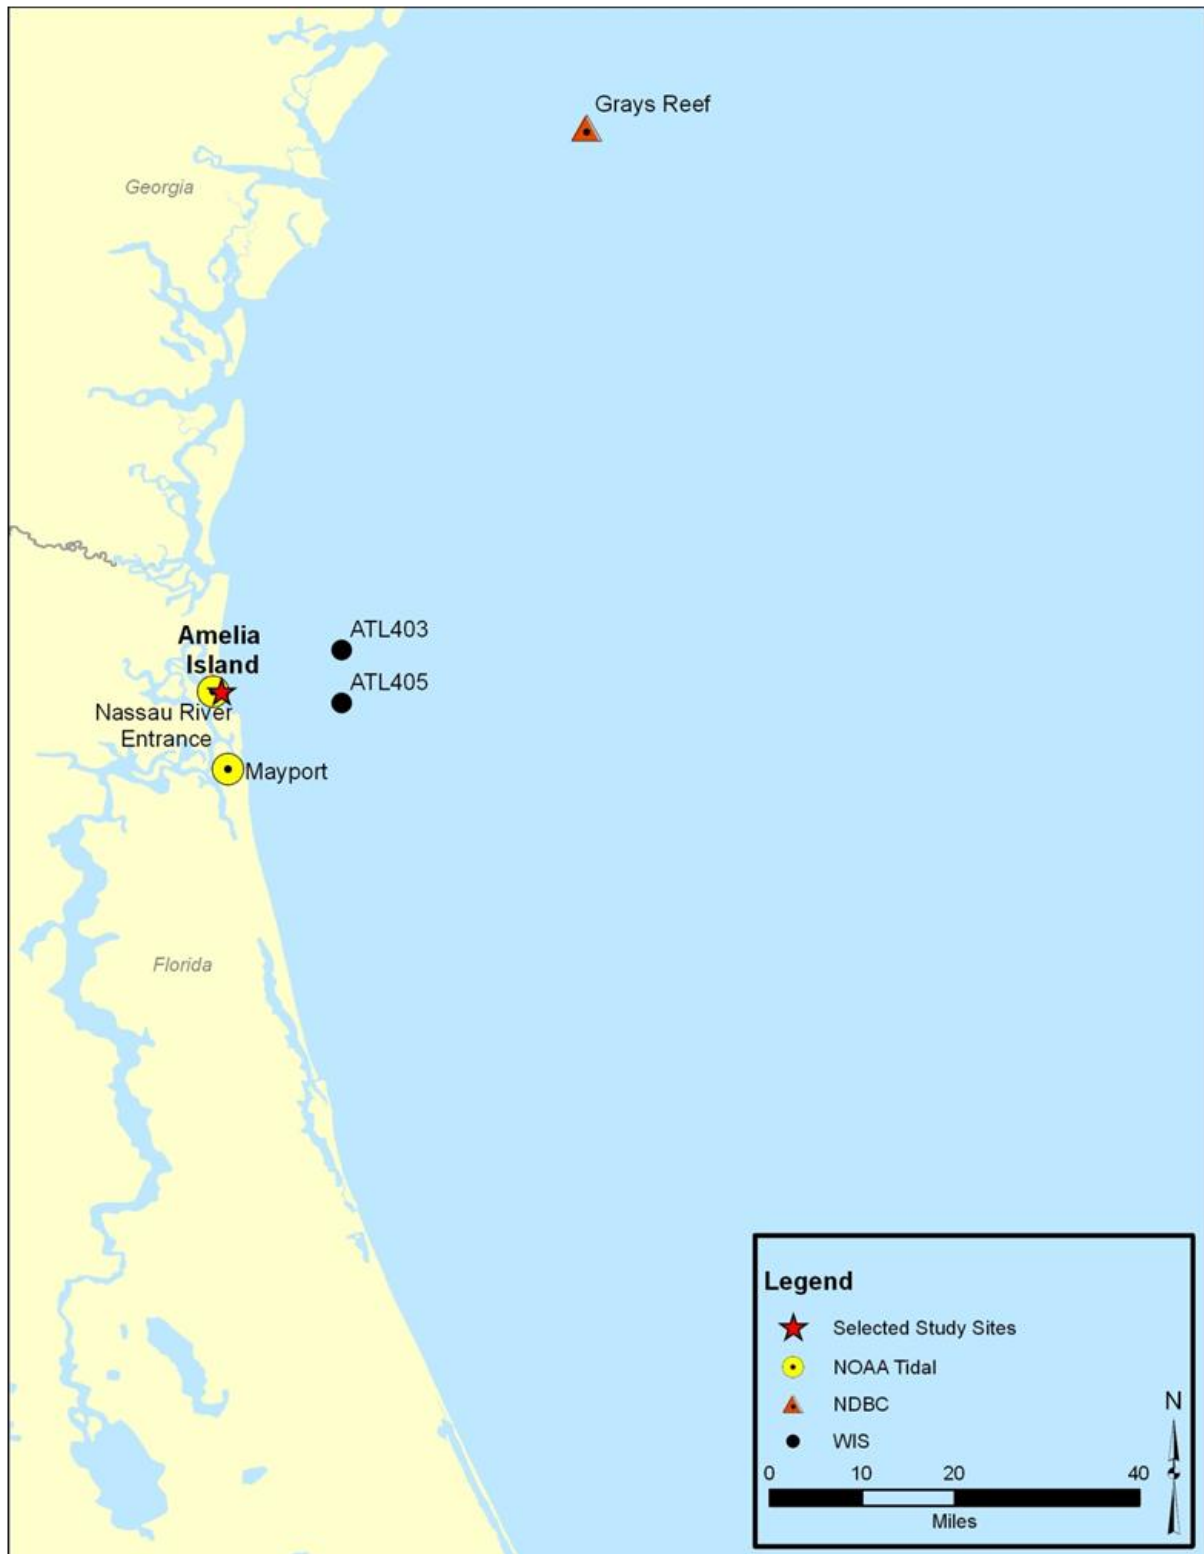 Grays Reef
Georgia
ATL403
Amelia
Island
ATL405
Nassau River
Entrance
Mayport
Florida
Legend
Selected Study Sites
NOAA Tidal
NDBC
WIS
N
0 10 20 40
Miles